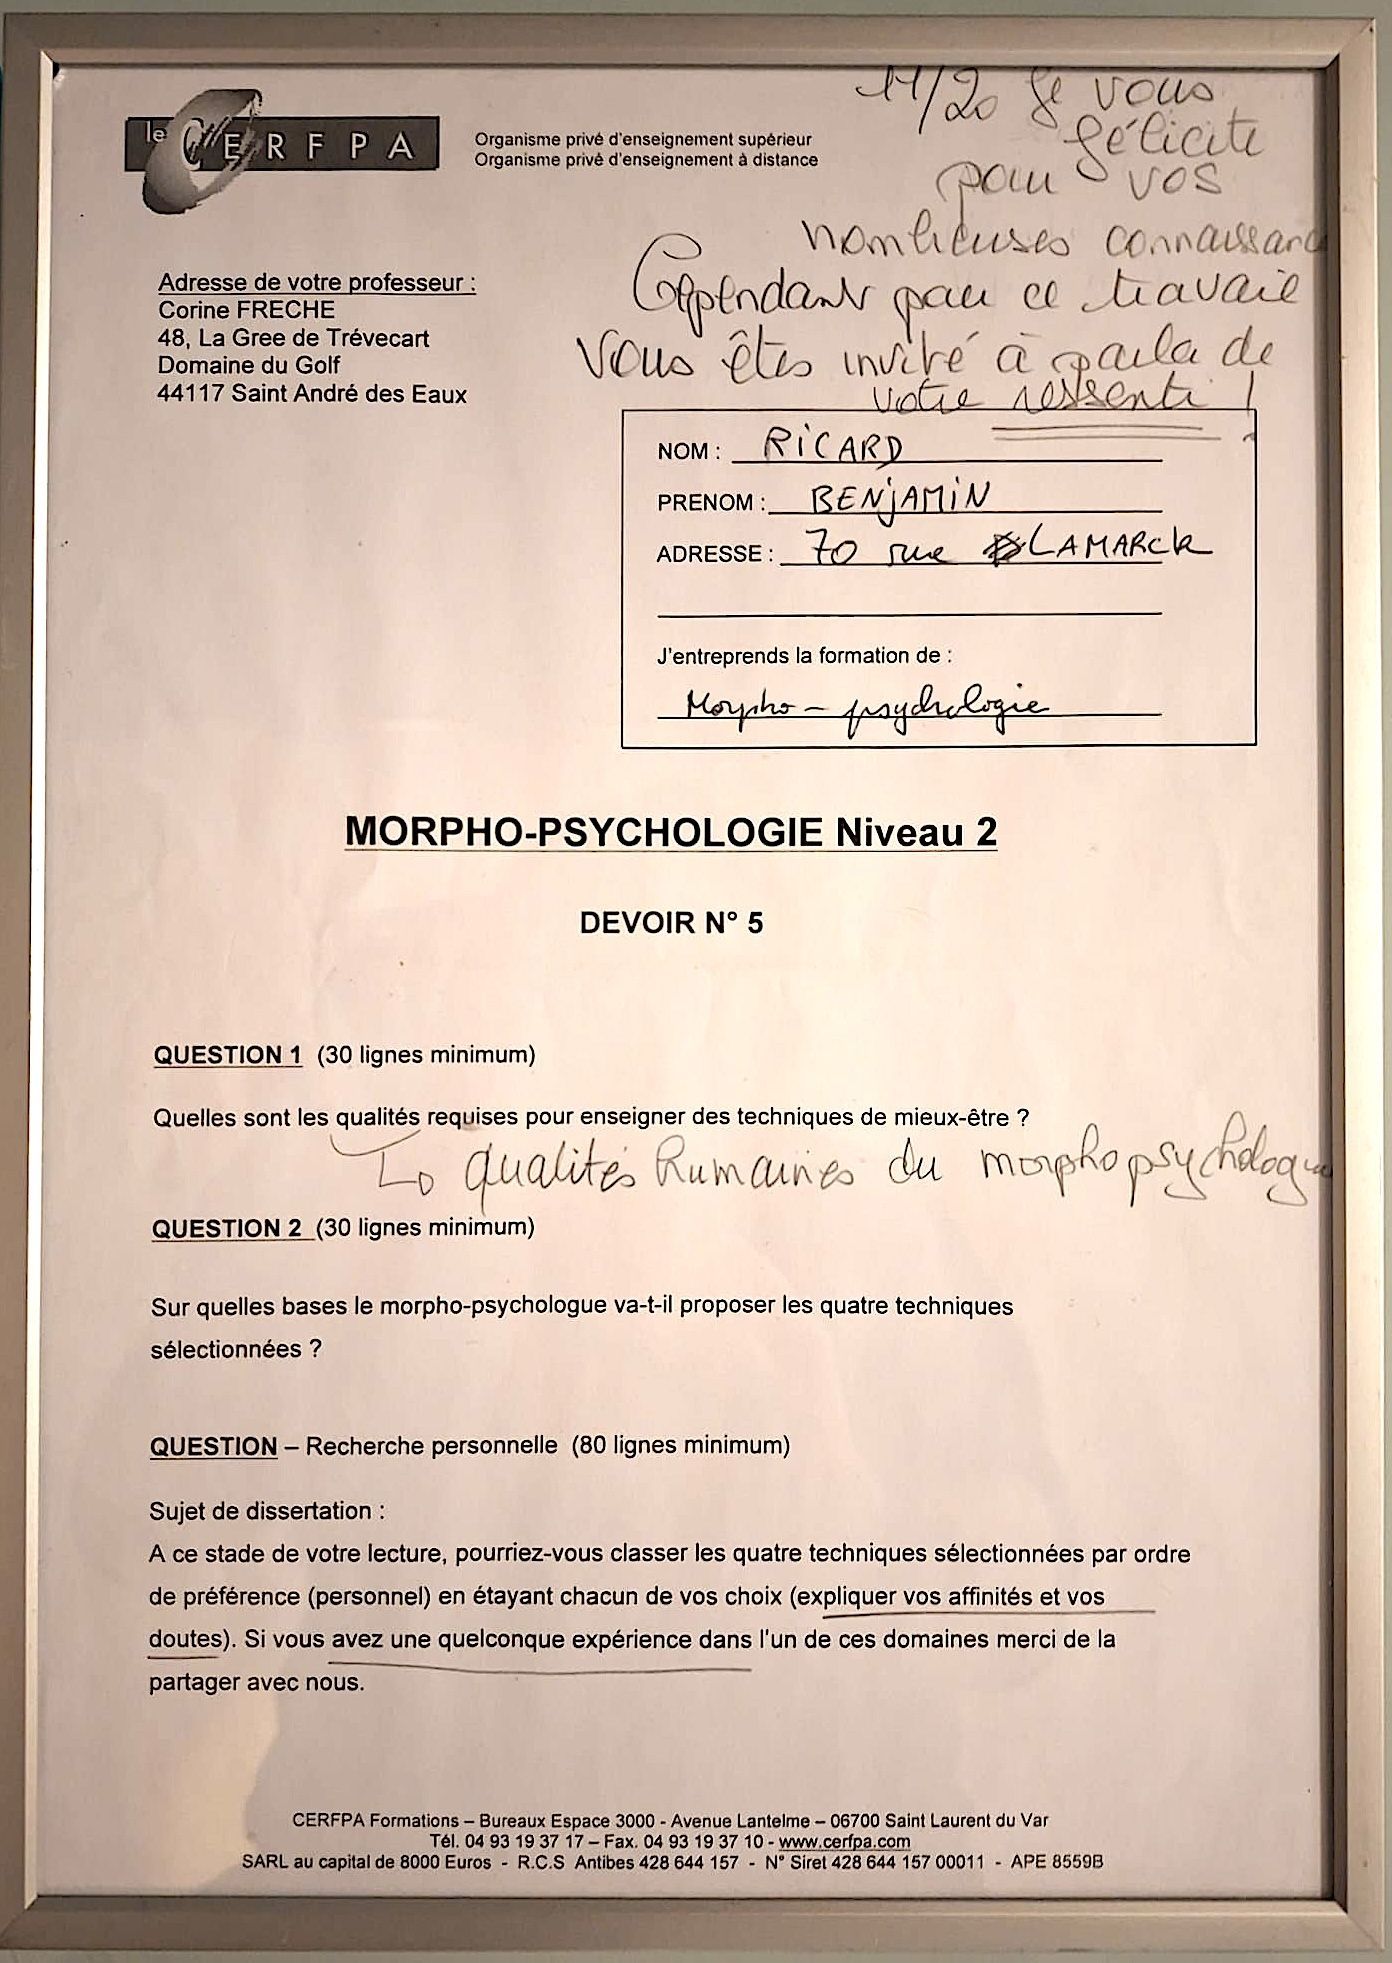 11/20 Je vous
félicite
pour vos
nombreuses connaissanc
le CERFPA
Organisme privé d'enseignement supérieur
Organisme privé d'enseignement à distance
Cependant par ce travail
vous êtes invité à parler de
votre ressenti !
Adresse de votre professeur :
Corine FRECHE
48, La Gree de Trévecart
Domaine du Golf
44117 Saint André des Eaux
NOM : RICARD
PRENOM : BENJAMIN
ADRESSE : 70 rue LAMARCK
J'entreprends la formation de :
Morpho - psychologie
MORPHO-PSYCHOLOGIE Niveau 2
DEVOIR N° 5
QUESTION 1 (30 lignes minimum)
Quelles sont les qualités requises pour enseigner des techniques de mieux-être ?
qualités humaines du morphopsychologue
QUESTION 2 (30 lignes minimum)
Sur quelles bases le morpho-psychologue va-t-il proposer les quatre techniques
sélectionnées ?
QUESTION – Recherche personnelle (80 lignes minimum)
Sujet de dissertation :
A ce stade de votre lecture, pourriez-vous classer les quatre techniques sélectionnées par ordre
de préférence (personnel) en étayant chacun de vos choix (expliquer vos affinités et vos
doutes). Si vous avez une quelconque expérience dans l'un de ces domaines merci de la
partager avec nous.
CERFPA Formations – Bureaux Espace 3000 - Avenue Lantelme – 06700 Saint Laurent du Var
Tél. 04 93 19 37 17 – Fax. 04 93 19 37 10 - www.cerfpa.com
SARL au capital de 8000 Euros - R.C.S Antibes 428 644 157 - N° Siret 428 644 157 00011 - APE 8559B